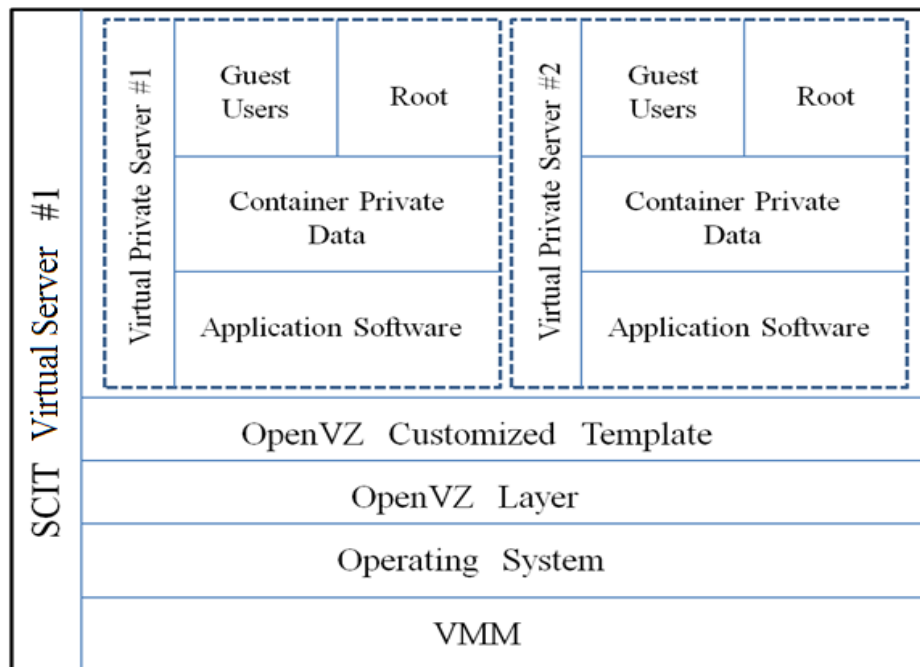 SCIT Virtual Server #1
Virtual Private Server #1
Guest
Users
Root
Container Private
Data
Application Software
Virtual Private Server #2
Guest
Users
Root
Container Private
Data
Application Software
OpenVZ Customized Template
OpenVZ Layer
Operating System
VMM